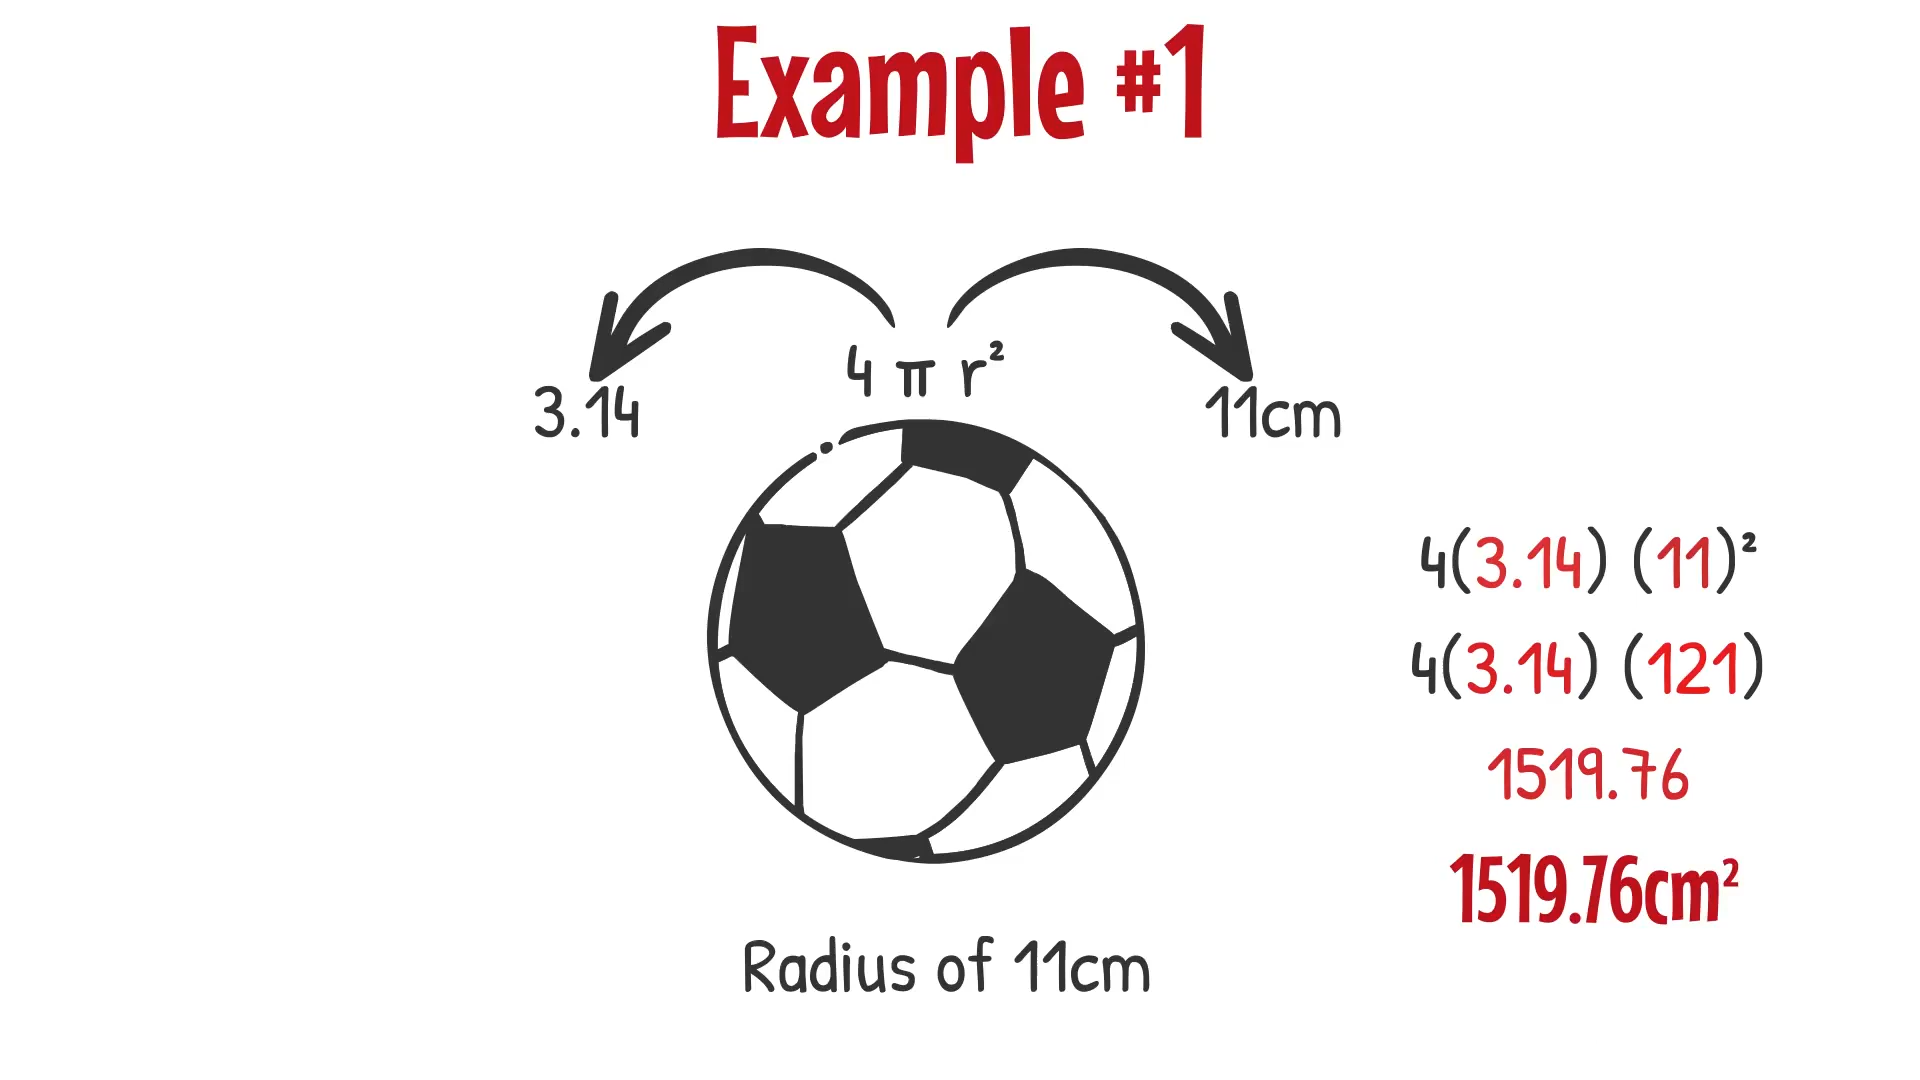 Example #1
4 π r²
3.14
11cm
4(3.14) (11)²
4(3.14) (121)
1519.76
1519.76cm²
Radius of 11cm